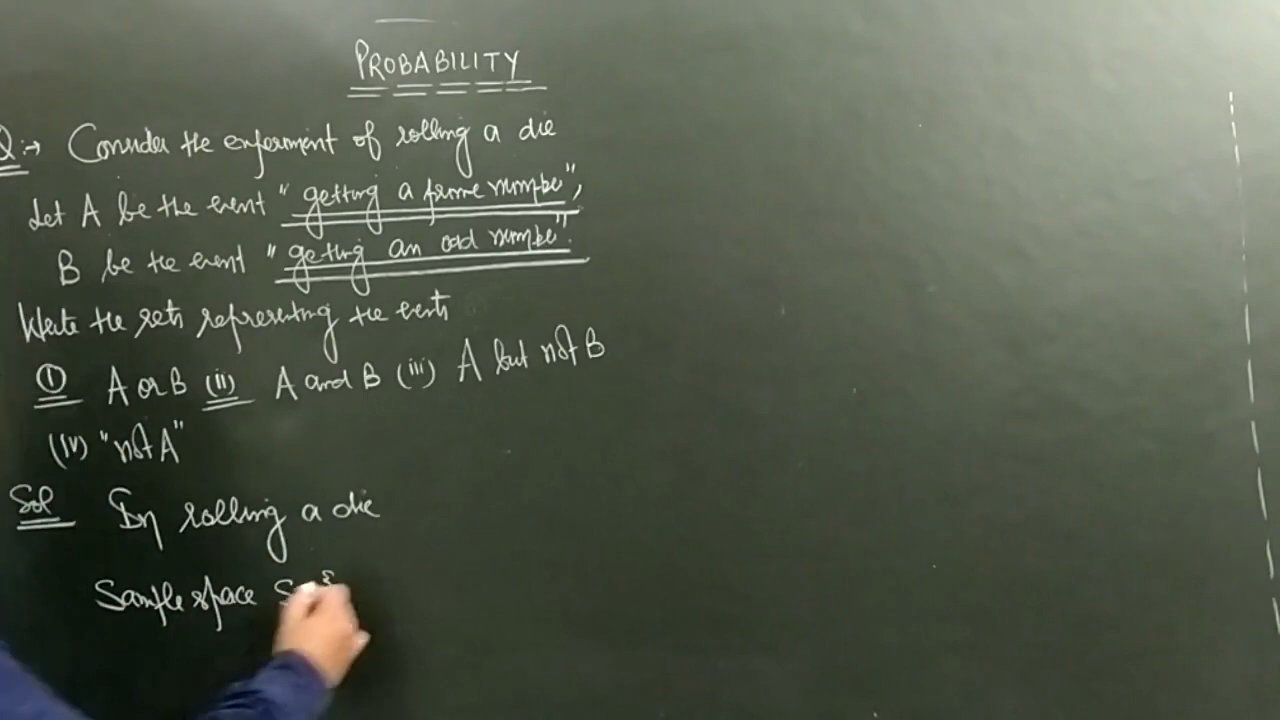 PROBABILITY
Q:→ Consider the experiment of rolling a die
Let A be the event "getting a prime number",
B be the event "getting an odd number".
Write the sets representing the events
(i) A or B (ii) A and B (iii) A but not B
(iv) "not A"
Sol In rolling a die
Sample space S